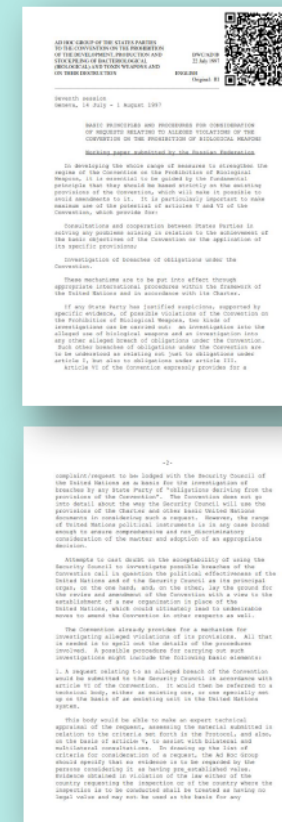 AD HOC GROUP OF THE STATES PARTIES
TO THE CONVENTION ON THE PROHIBITION
OF THE DEVELOPMENT, PRODUCTION AND
STOCKPILING OF BACTERIOLOGICAL
(BIOLOGICAL) AND TOXIN WEAPONS AND
ON THEIR DESTRUCTION
22 July 1997
ENGLISH
Original:
Seventh session
Geneva, 14 July - 1 August 1997
BASIC PRINCIPLES AND PROCEDURES FOR CONSIDERATION
OF REQUESTS RELATING TO ALLEGED VIOLATIONS OF THE
CONVENTION ON THE PROHIBITION OF BIOLOGICAL WEAPONS
Working paper submitted by the Russian Federation
In developing the whole range of measures to strengthen the
regime of the Convention on the Prohibition of Biological
Weapons, it is essential to be guided by the fundamental
principle that they should be based strictly on the existing
provisions of the Convention, which will make it possible to
avoid amendments to it. It is particularly important to make
maximum use of the potential of articles V and VI of the
Convention, which provide for:
Consultations and cooperation between States Parties in
solving any problems arising in relation to the achievement of
the basic objectives of the Convention or the application of
its specific provisions;
Investigation of breaches of obligations under the
Convention.
These mechanisms are to be put into effect through
appropriate international procedures within the framework of
the United Nations and in accordance with its Charter.
If any State Party has justified suspicions, supported by
specific evidence, of possible violations of the Convention on
the Prohibition of Biological Weapons, two kinds of
investigations can be carried out: an investigation into the
alleged use of biological weapons and an investigation into
any other alleged breach of obligations under the Convention.
Such other breaches of obligations under the Convention are
to be understood as relating not just to obligations under
article I, but also to obligations under article III.
Article VI of the Convention expressly provides for a
-2-
complaint/request to be lodged with the Security Council of
the United Nations as a basis for the investigation of
breaches by any State Party of "obligations deriving from the
provisions of the Convention". The Convention does not go
into detail about the way the Security Council will use the
provisions of the Charter and other basic United Nations
documents in considering such a request. However, the range
of United Nations political instruments is in any case broad
enough to ensure comprehensive and non-discriminatory
consideration of the matter and adoption of an appropriate
decision.
Attempts to cast doubt on the acceptability of using the
Security Council to investigate possible breaches of the
Convention call in question the political effectiveness of the
United Nations and of the Security Council as its principal
organ, on the one hand, and, on the other, lay the ground for
the review and amendment of the Convention with a view to the
establishment of a new organization in place of the
United Nations, which could ultimately lead to undesirable
moves to amend the Convention in other respects as well.
The Convention already provides for a mechanism for
investigating alleged violations of its provisions. All that
is needed is to spell out the details of the procedures
involved. A possible procedure for carrying out such
investigations might include the following basic elements:
1. A request relating to an alleged breach of the Convention
would be submitted to the Security Council in accordance with
article VI of the Convention. It would then be referred to a
technical body, either an existing one, or one specially set
up on the basis of an existing unit in the United Nations
system.
This body would be able to make an expert technical
appraisal of the request, assessing the material submitted in
relation to the criteria set forth in the Protocol, and also,
on the basis of article V, to assist with bilateral and
multilateral consultations. In drawing up the list of
criteria for consideration of a request, the Ad Hoc Group
should specify that no evidence is to be regarded by the
persons considering it as having pre-established value.
Evidence obtained in violation of the law either of the
country requesting the inspection or of the country where the
inspection is to be conducted shall be treated as having no
legal value and may not be used as the basis for any